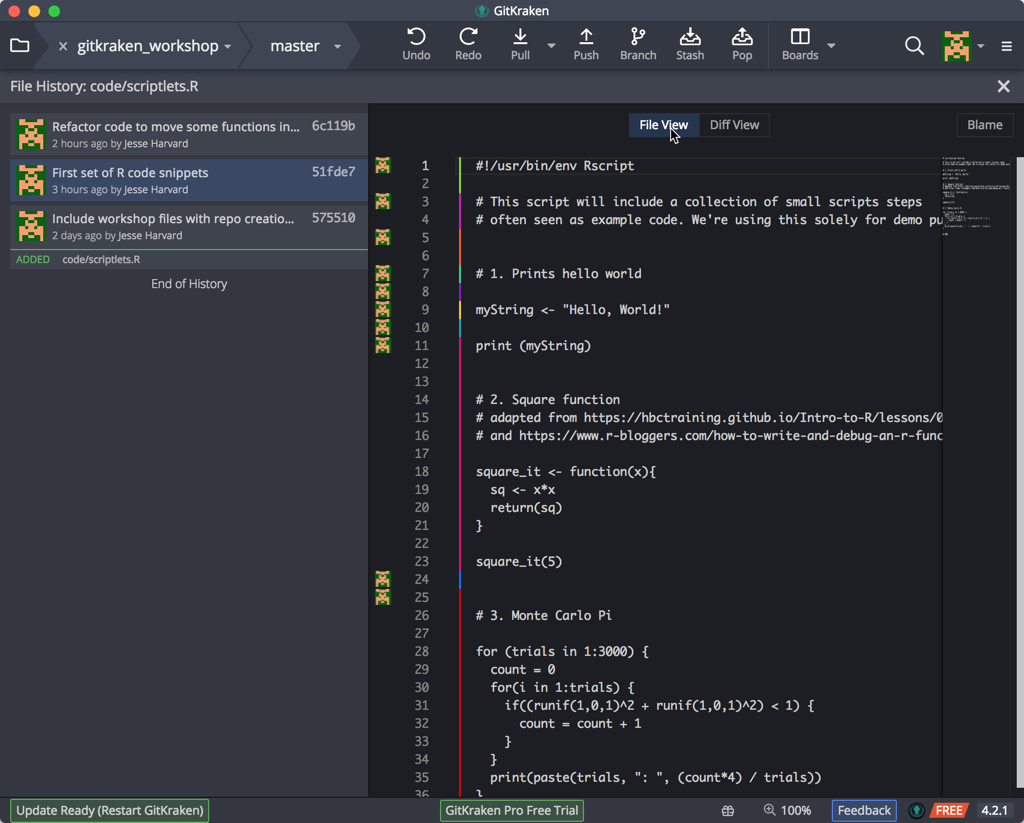 GitKraken
gitkraken_workshop
master
Undo
Redo
Pull
Push
Branch
Stash
Pop
Boards
File History: code/scriptlets.R
Refactor code to move some functions in... 6c119b
2 hours ago by Jesse Harvard
First set of R code snippets 51fde7
3 hours ago by Jesse Harvard
Include workshop files with repo creatio... 575510
2 days ago by Jesse Harvard
ADDED code/scriptlets.R
End of History
File View
Diff View
Blame
1 #!/usr/bin/env Rscript
2
3 # This script will include a collection of small scripts steps
4 # often seen as example code. We're using this solely for demo pu
5
6
7 # 1. Prints hello world
8
9 myString <- "Hello, World!"
10
11 print (myString)
12
13
14 # 2. Square function
15 # adapted from https://hbctraining.github.io/Intro-to-R/lessons/0
16 # and https://www.r-bloggers.com/how-to-write-and-debug-an-r-func
17
18 square_it <- function(x){
19 sq <- x*x
20 return(sq)
21 }
22
23 square_it(5)
24
25
26 # 3. Monte Carlo Pi
27
28 for (trials in 1:3000) {
29 count = 0
30 for(i in 1:trials) {
31 if((runif(1,0,1)^2 + runif(1,0,1)^2) < 1) {
32 count = count + 1
33 }
34 }
35 print(paste(trials, ": ", (count*4) / trials))
36 }
Update Ready (Restart GitKraken)
GitKraken Pro Free Trial
100%
Feedback
FREE
4.2.1